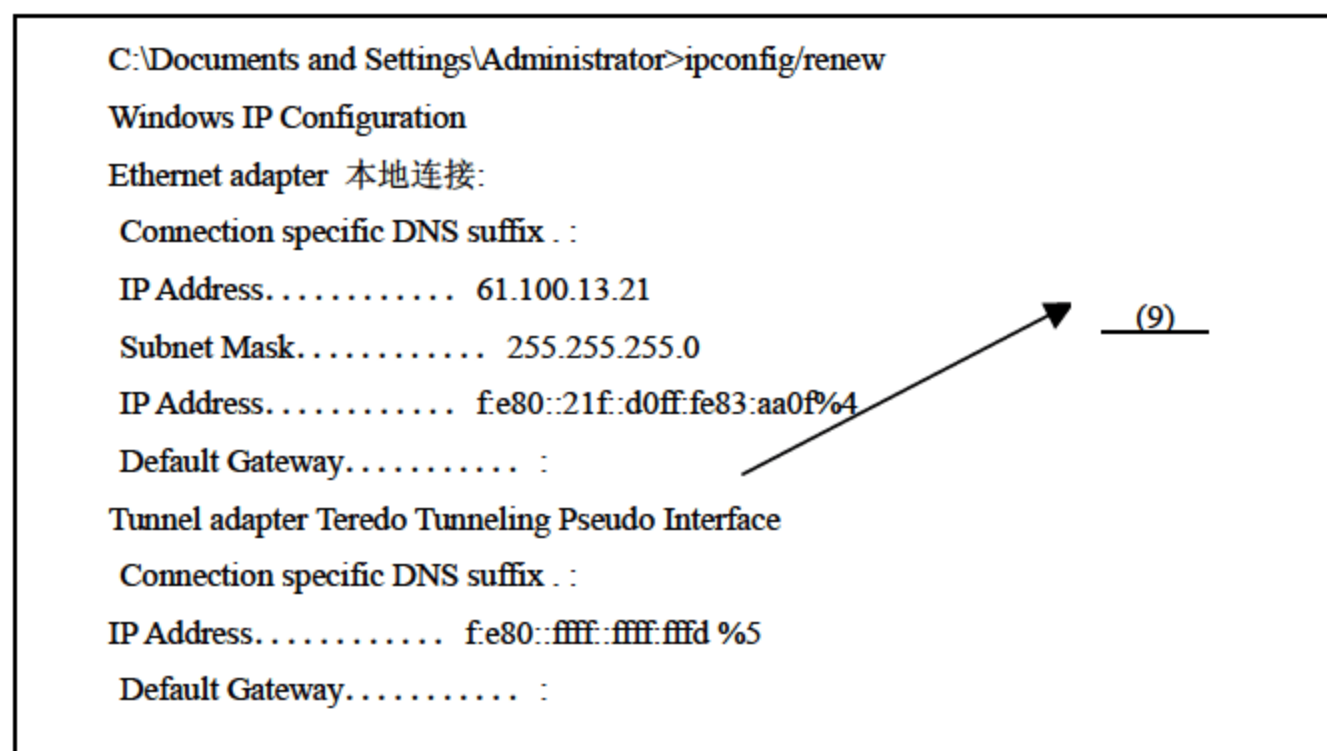 C:\Documents and Settings\Administrator>ipconfig/renew
Windows IP Configuration
Ethernet adapter 本地连接:
Connection specific DNS suffix . :
IP Address............ 61.100.13.21
(9)
Subnet Mask............ 255.255.255.0
IP Address............ f:e80::21f::d0ff:fe83:aa0f%4
Default Gateway........... :
Tunnel adapter Teredo Tunneling Pseudo Interface
Connection specific DNS suffix . :
IP Address............ f:e80::ffff::ffff:fffd %5
Default Gateway........... :